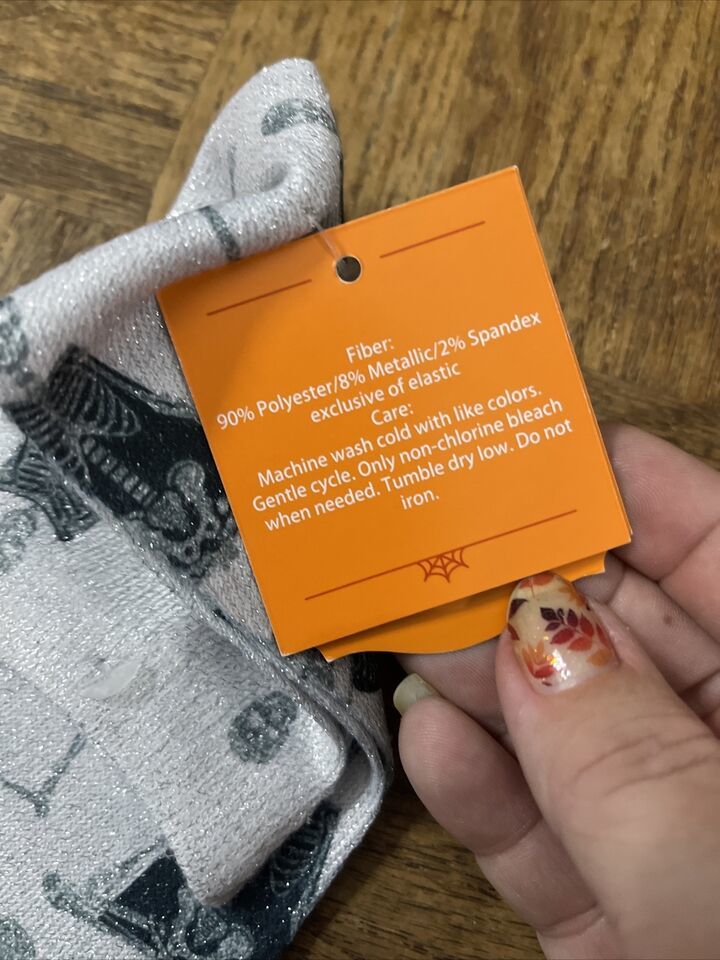 Fiber:
90% Polyester/8% Metallic/2% Spandex
exclusive of elastic
Care:
Machine wash cold with like colors.
Gentle cycle. Only non-chlorine bleach
when needed. Tumble dry low. Do not
iron.